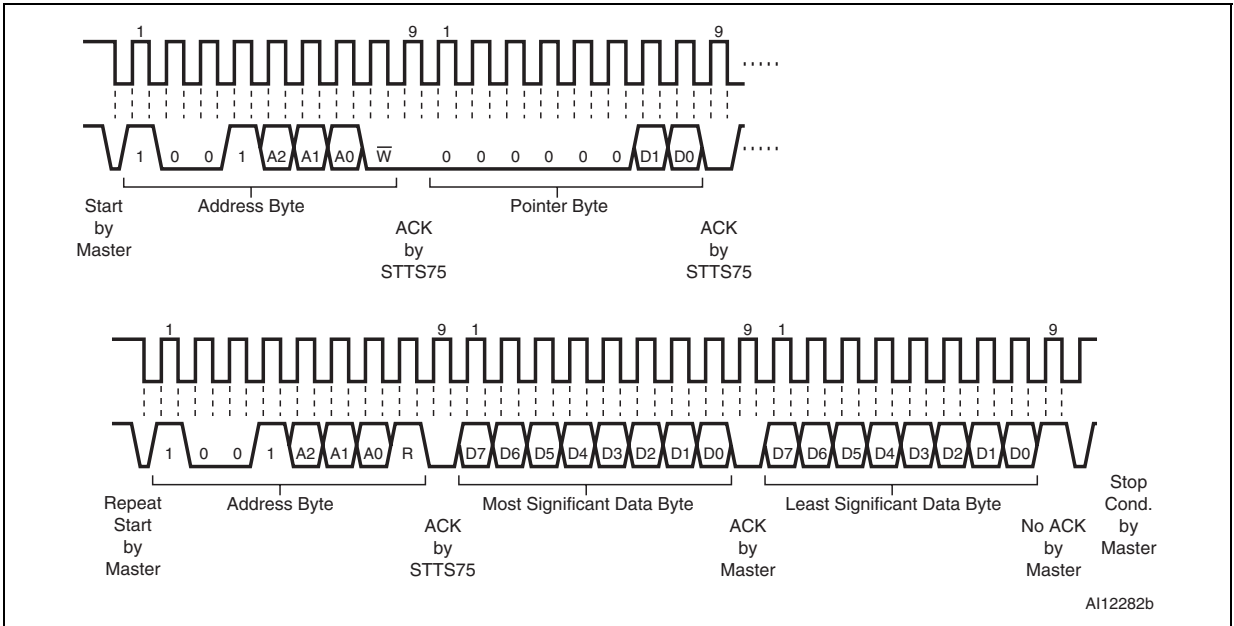 1 9 1 9
1 0 0 1 A2 A1 A0 W̅ 0 0 0 0 0 0 D1 D0
Start
by
Master
Address Byte
ACK
by
STTS75
Pointer Byte
ACK
by
STTS75
1 9 1 9 1 9
1 0 0 1 A2 A1 A0 R D7 D6 D5 D4 D3 D2 D1 D0 D7 D6 D5 D4 D3 D2 D1 D0
Repeat
Start
by
Master
Address Byte
ACK
by
STTS75
Most Significant Data Byte
ACK
by
Master
Least Significant Data Byte
No ACK
by
Master
Stop
Cond.
by
Master
AI12282b